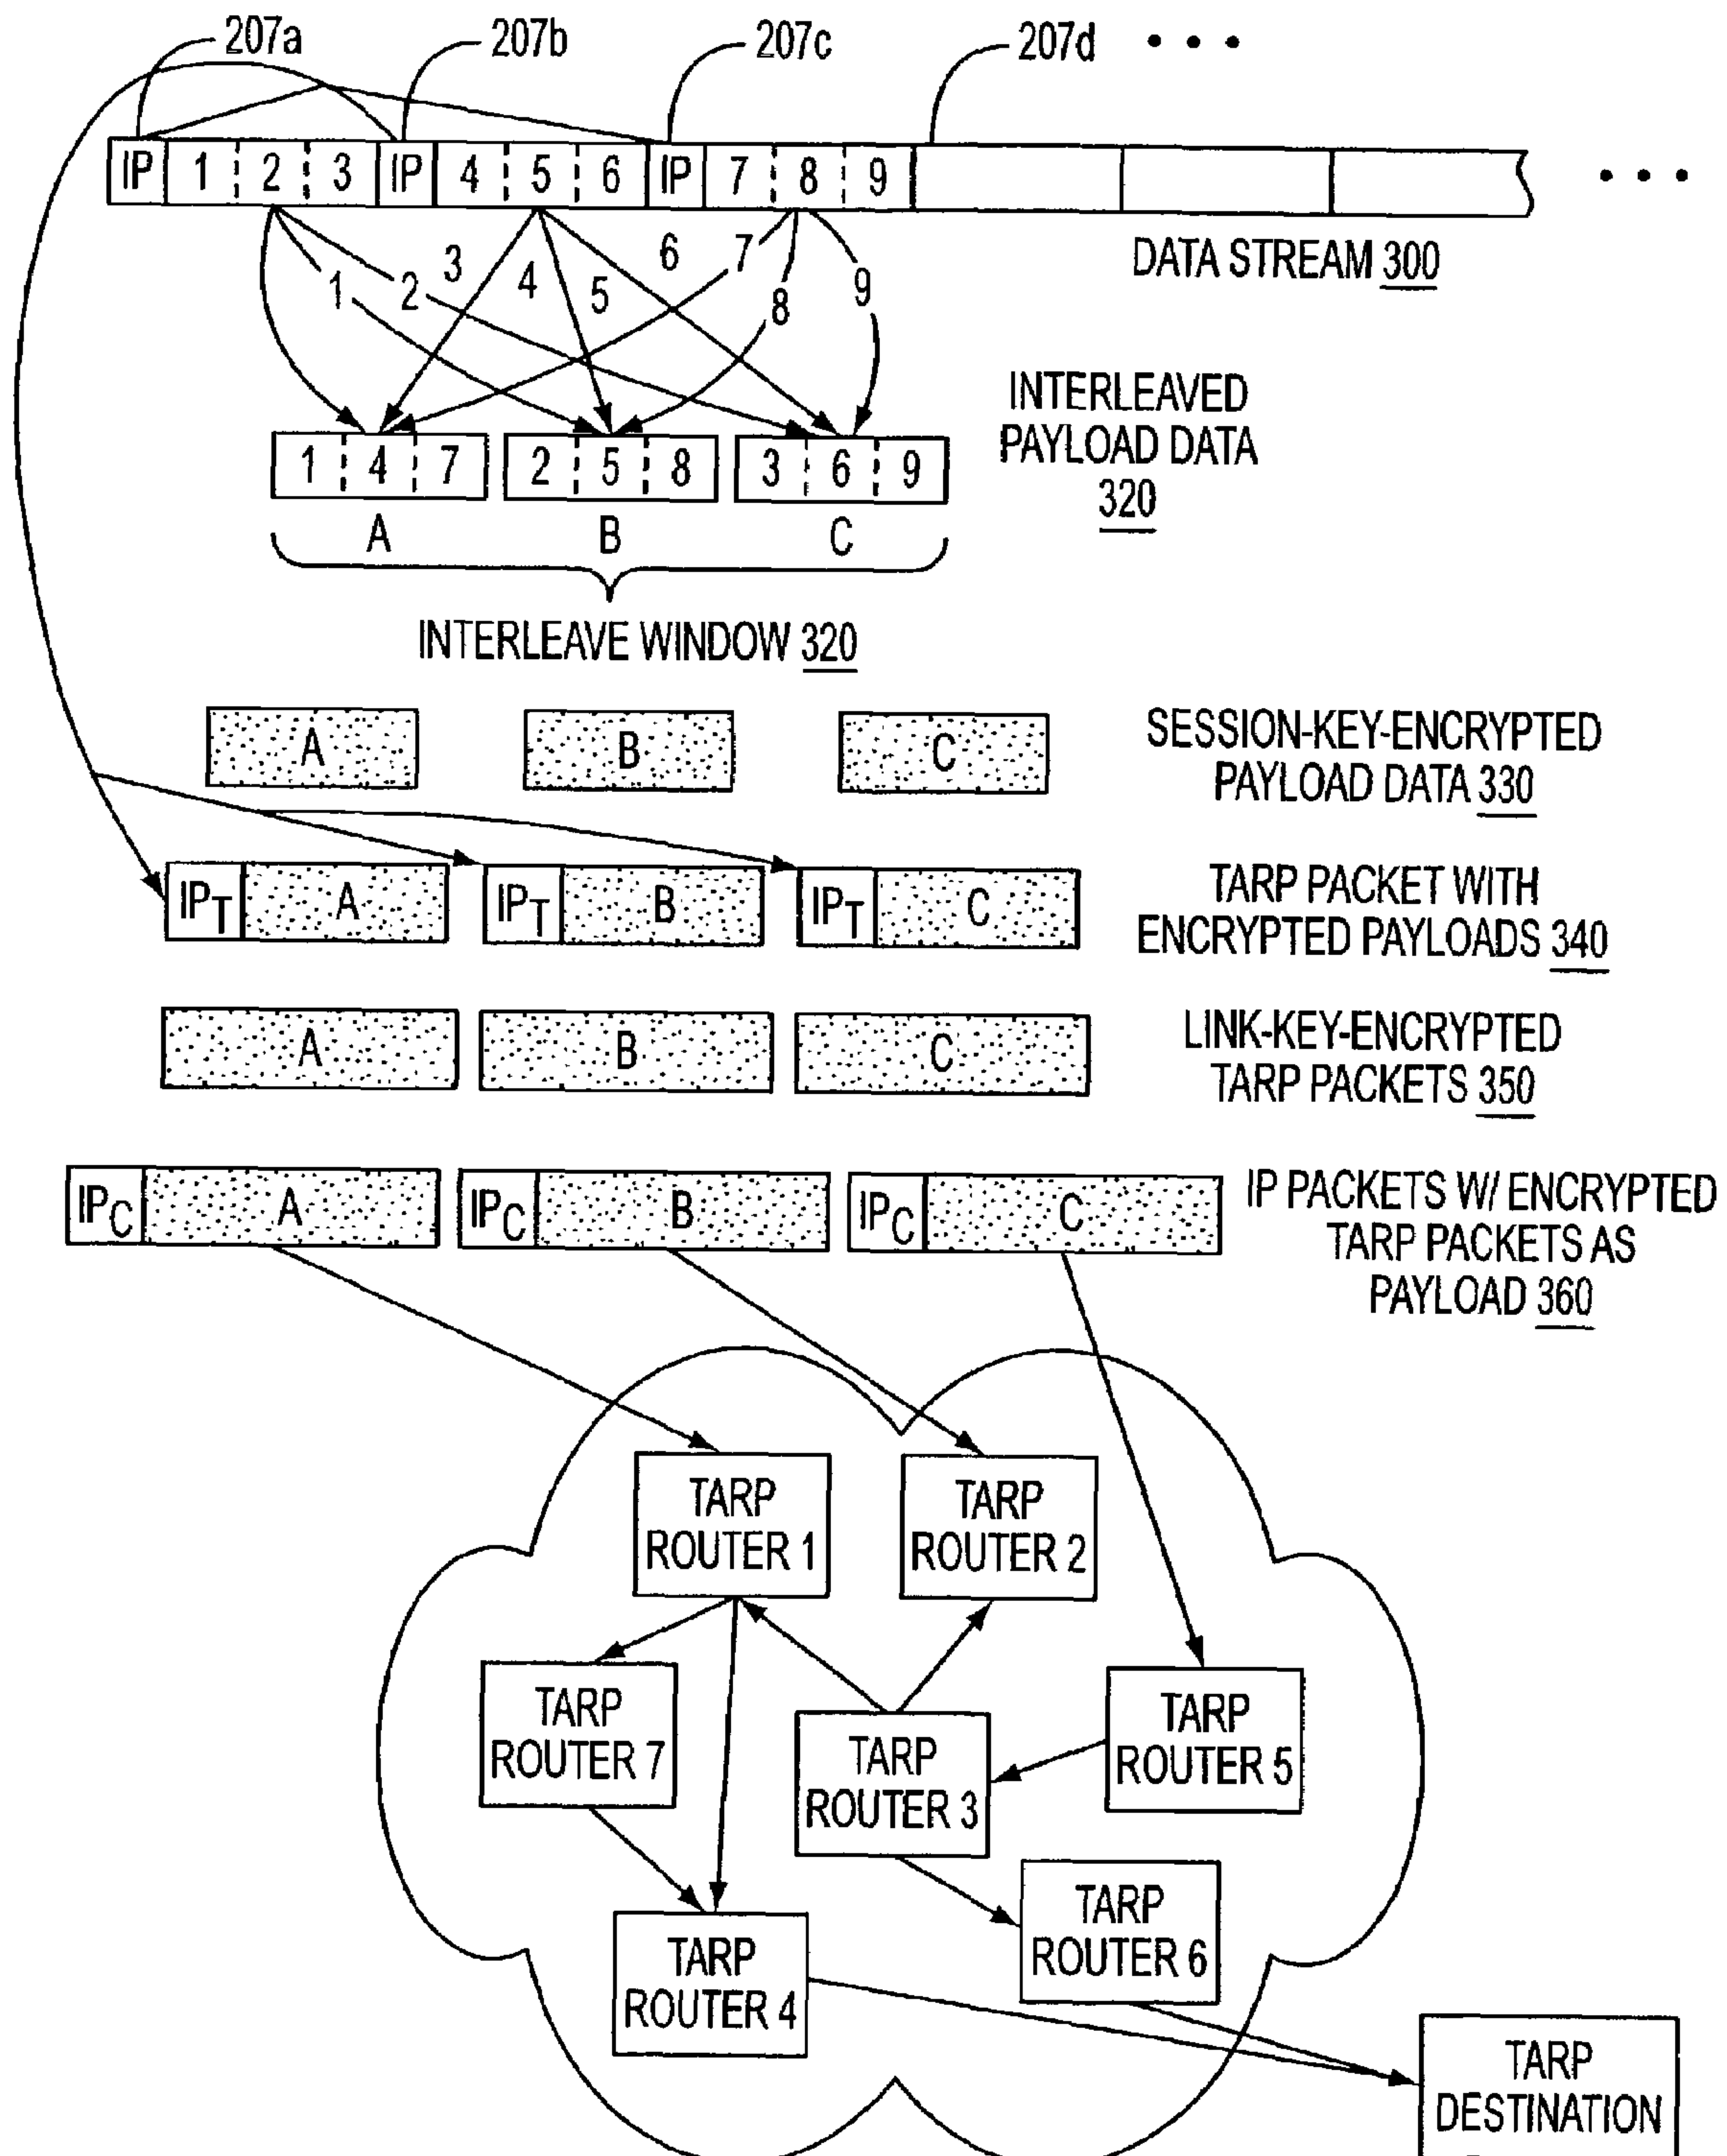 207a 207b 207c 207d • • •
IP 1 2 3 IP 4 5 6 IP 7 8 9 • • •
DATA STREAM 300
1 2 3 4 5 6 7 8 9
INTERLEAVED
PAYLOAD DATA
320
1 4 7 2 5 8 3 6 9
A B C
INTERLEAVE WINDOW 320
A B C
SESSION-KEY-ENCRYPTED
PAYLOAD DATA 330
IPT A IPT B IPT C
TARP PACKET WITH
ENCRYPTED PAYLOADS 340
A B C
LINK-KEY-ENCRYPTED
TARP PACKETS 350
IPC A IPC B IPC C
IP PACKETS W/ ENCRYPTED
TARP PACKETS AS
PAYLOAD 360
TARP
ROUTER 1
TARP
ROUTER 2
TARP
ROUTER 7
TARP
ROUTER 3
TARP
ROUTER 5
TARP
ROUTER 4
TARP
ROUTER 6
TARP
DESTINATION